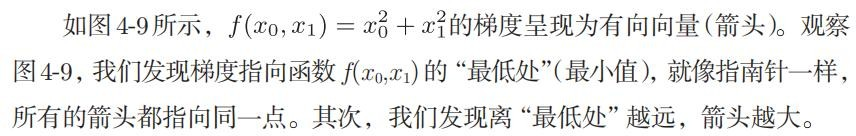 如图4-9所示，f(x₀, x₁) = x₀² + x₁²的梯度呈现为有向向量(箭头)。观察
图4-9，我们发现梯度指向函数f(x₀,x₁)的“最低处”(最小值)，就像指南针一样，
所有的箭头都指向同一点。其次，我们发现离“最低处”越远，箭头越大。